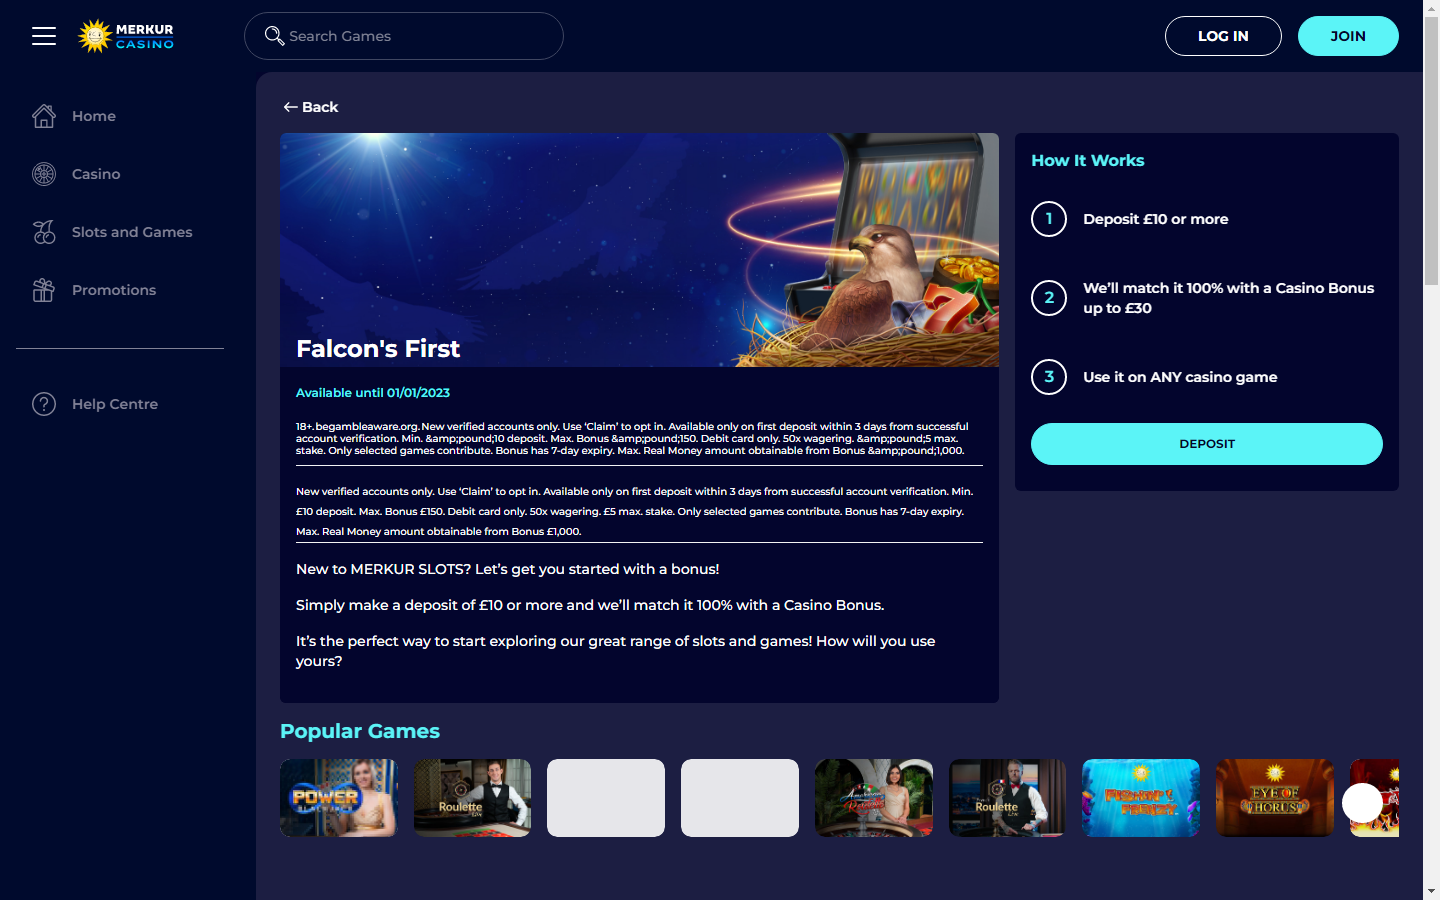 MERKUR
CASINO
Search Games
LOG IN
JOIN
Home
Casino
Slots and Games
Promotions
Help Centre
Back
Falcon's First
Available until 01/01/2023
18+. begambleaware.org. New verified accounts only. Use ‘Claim’ to opt in. Available only on first deposit within 3 days from successful
account verification. Min. &amp;pound;10 deposit. Max. Bonus &amp;pound;150. Debit card only. 50x wagering. &amp;pound;5 max.
stake. Only selected games contribute. Bonus has 7-day expiry. Max. Real Money amount obtainable from Bonus &amp;pound;1,000.
New verified accounts only. Use ‘Claim’ to opt in. Available only on first deposit within 3 days from successful account verification. Min.
£10 deposit. Max. Bonus £150. Debit card only. 50x wagering. £5 max. stake. Only selected games contribute. Bonus has 7-day expiry.
Max. Real Money amount obtainable from Bonus £1,000.
New to MERKUR SLOTS? Let’s get you started with a bonus!
Simply make a deposit of £10 or more and we’ll match it 100% with a Casino Bonus.
It’s the perfect way to start exploring our great range of slots and games! How will you use
yours?
How It Works
1 Deposit £10 or more
2 We’ll match it 100% with a Casino Bonus
up to £30
3 Use it on ANY casino game
DEPOSIT
Popular Games
POWER
BLACKJACK
Roulette
LIVE
American
Roulette
Roulette
LIVE
FISHIN'
FRENZY
EYE OF
HORUS